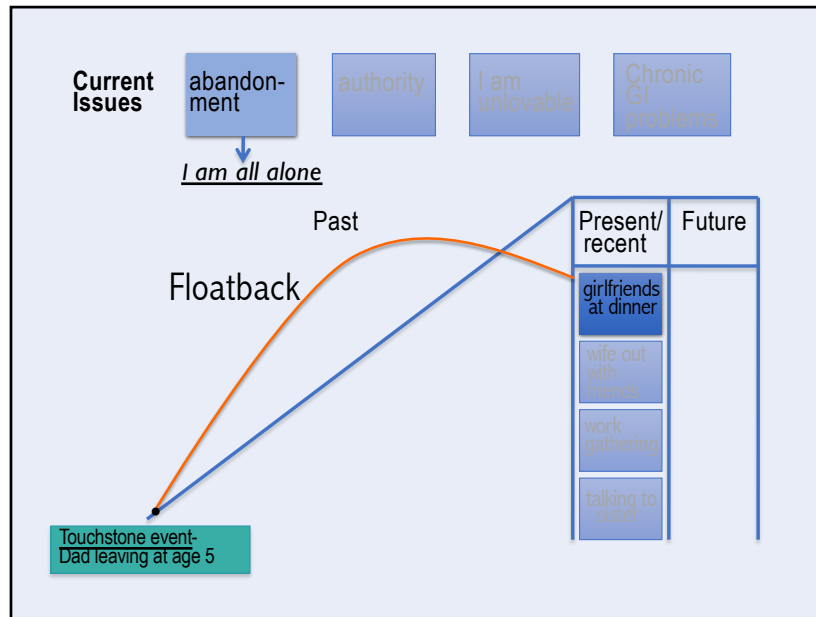 Current
Issues
abandon-
ment
authority
I am
unlovable
Chronic
GI
problems
I am all alone
Past
Present/
recent
Future
Floatback
girlfriends
at dinner
wife out
with
friends
work
gathering
talking to
Touchstone event-
Dad leaving at age 5